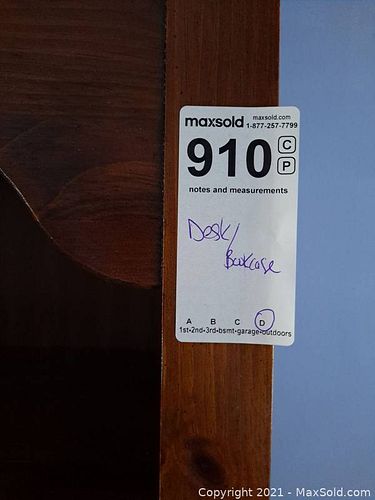 maxsold maxsold.com
1-877-257-7799
910 C
P
notes and measurements
Desk/
Bookcase
A B C D
1st-2nd-3rd-bsmt-garage-outdoors
Copyright © 2021 - MaxSold.com